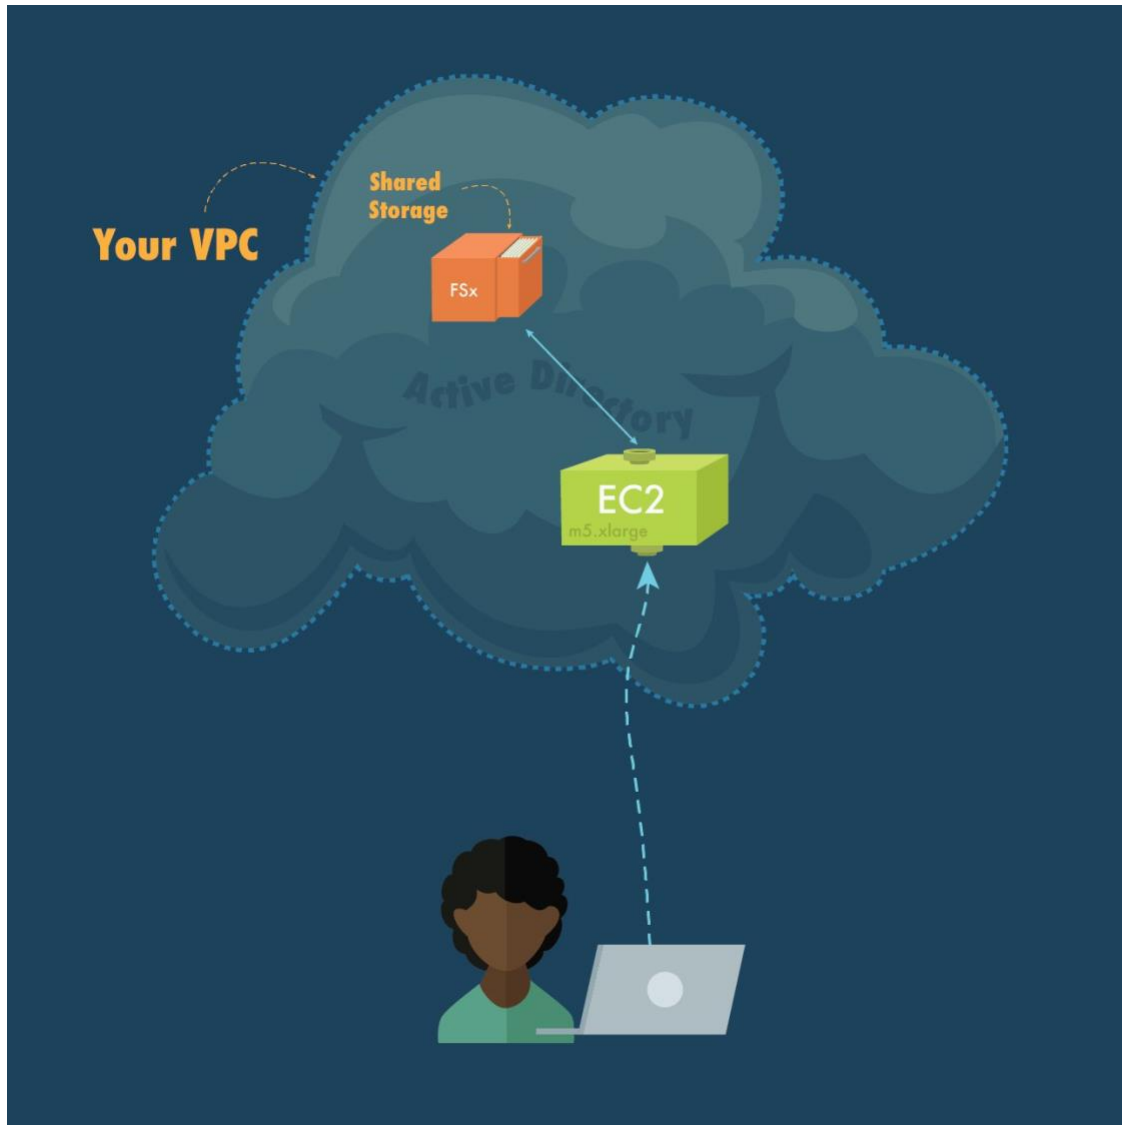 Shared
Storage
Your VPC
FSx
Active Directory
EC2
m5.xlarge